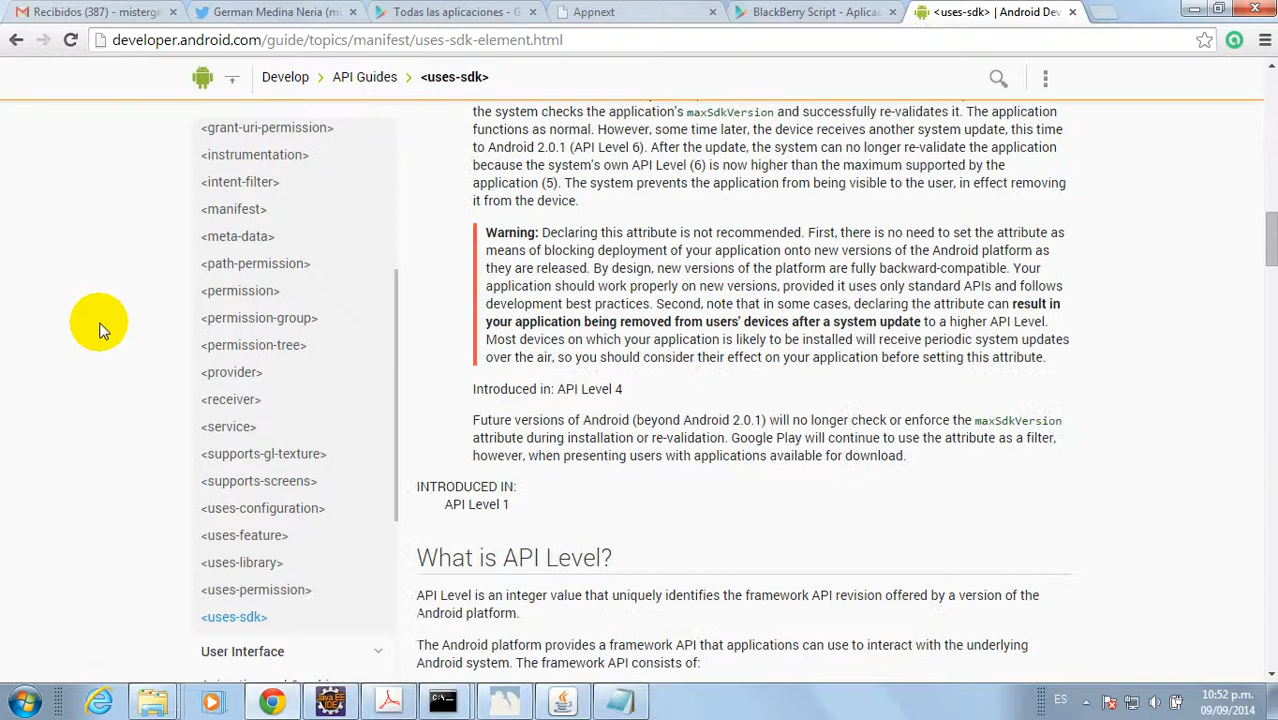 Recibidos (387) - mistergr
German Medina Neria (mi
Todas las aplicaciones - G
Appnext
BlackBerry Script - Aplica
<uses-sdk> | Android Dev
developer.android.com/guide/topics/manifest/uses-sdk-element.html
Develop > API Guides > <uses-sdk>
<grant-uri-permission>
<instrumentation>
<intent-filter>
<manifest>
<meta-data>
<path-permission>
<permission>
<permission-group>
<permission-tree>
<provider>
<receiver>
<service>
<supports-gl-texture>
<supports-screens>
<uses-configuration>
<uses-feature>
<uses-library>
<uses-permission>
<uses-sdk>
User Interface
the system checks the application's maxSdkVersion and successfully re-validates it. The application
functions as normal. However, some time later, the device receives another system update, this time
to Android 2.0.1 (API Level 6). After the update, the system can no longer re-validate the application
because the system's own API Level (6) is now higher than the maximum supported by the
application (5). The system prevents the application from being visible to the user, in effect removing
it from the device.
Warning: Declaring this attribute is not recommended. First, there is no need to set the attribute as
means of blocking deployment of your application onto new versions of the Android platform as
they are released. By design, new versions of the platform are fully backward-compatible. Your
application should work properly on new versions, provided it uses only standard APIs and follows
development best practices. Second, note that in some cases, declaring the attribute can result in
your application being removed from users' devices after a system update to a higher API Level.
Most devices on which your application is likely to be installed will receive periodic system updates
over the air, so you should consider their effect on your application before setting this attribute.
Introduced in: API Level 4
Future versions of Android (beyond Android 2.0.1) will no longer check or enforce the maxSdkVersion
attribute during installation or re-validation. Google Play will continue to use the attribute as a filter,
however, when presenting users with applications available for download.
INTRODUCED IN:
API Level 1
What is API Level?
API Level is an integer value that uniquely identifies the framework API revision offered by a version of the
Android platform.
The Android platform provides a framework API that applications can use to interact with the underlying
Android system. The framework API consists of:
Java EE
IDE
ES
10:52 p.m.
09/09/2014